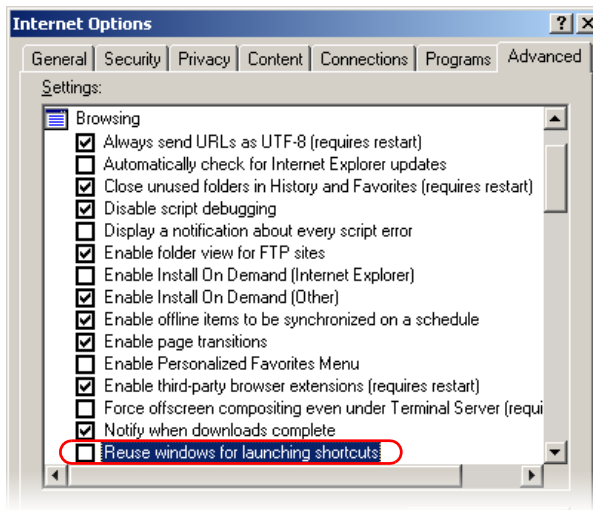 Internet Options
General Security Privacy Content Connections Programs Advanced
Settings:
Browsing
Always send URLs as UTF-8 (requires restart)
Automatically check for Internet Explorer updates
Close unused folders in History and Favorites (requires restart)
Disable script debugging
Display a notification about every script error
Enable folder view for FTP sites
Enable Install On Demand (Internet Explorer)
Enable Install On Demand (Other)
Enable offline items to be synchronized on a schedule
Enable page transitions
Enable Personalized Favorites Menu
Enable third-party browser extensions (requires restart)
Force offscreen compositing even under Terminal Server (requi
Notify when downloads complete
Reuse windows for launching shortcuts